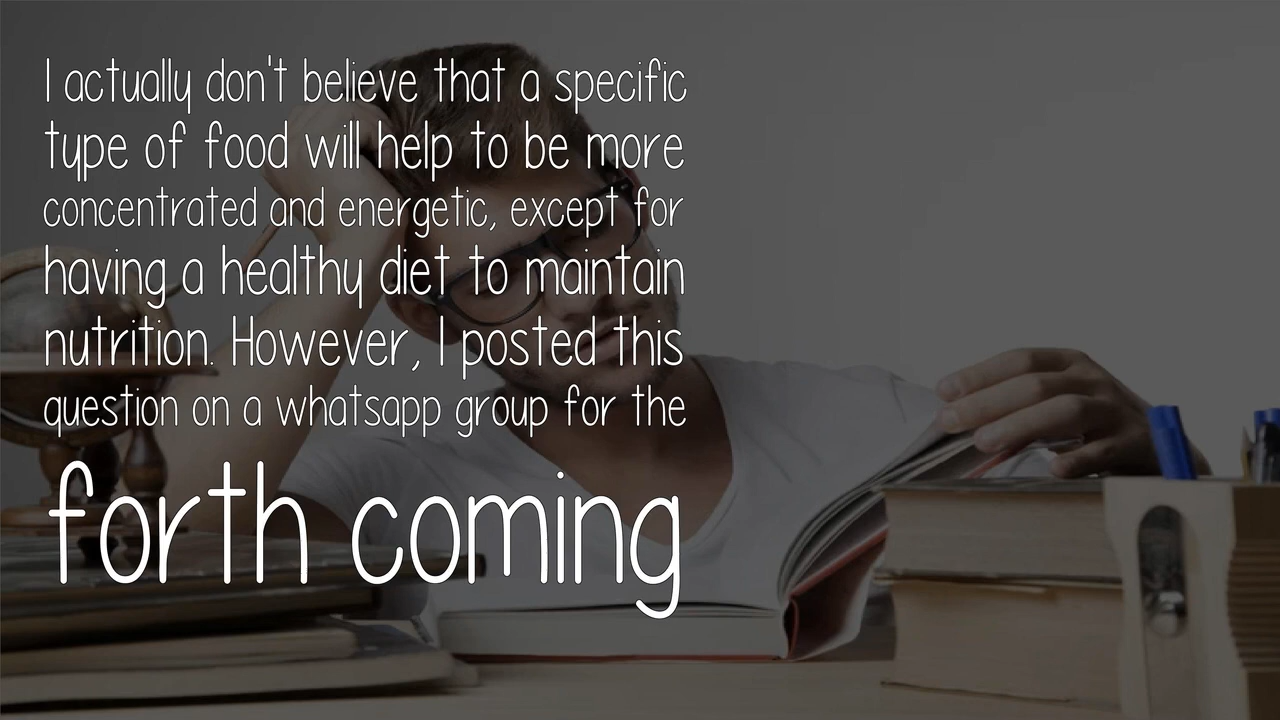 I actually don't believe that a specific
type of food will help to be more
concentrated and energetic, except for
having a healthy diet to maintain
nutrition. However, I posted this
question on a whatsapp group for the
forth coming